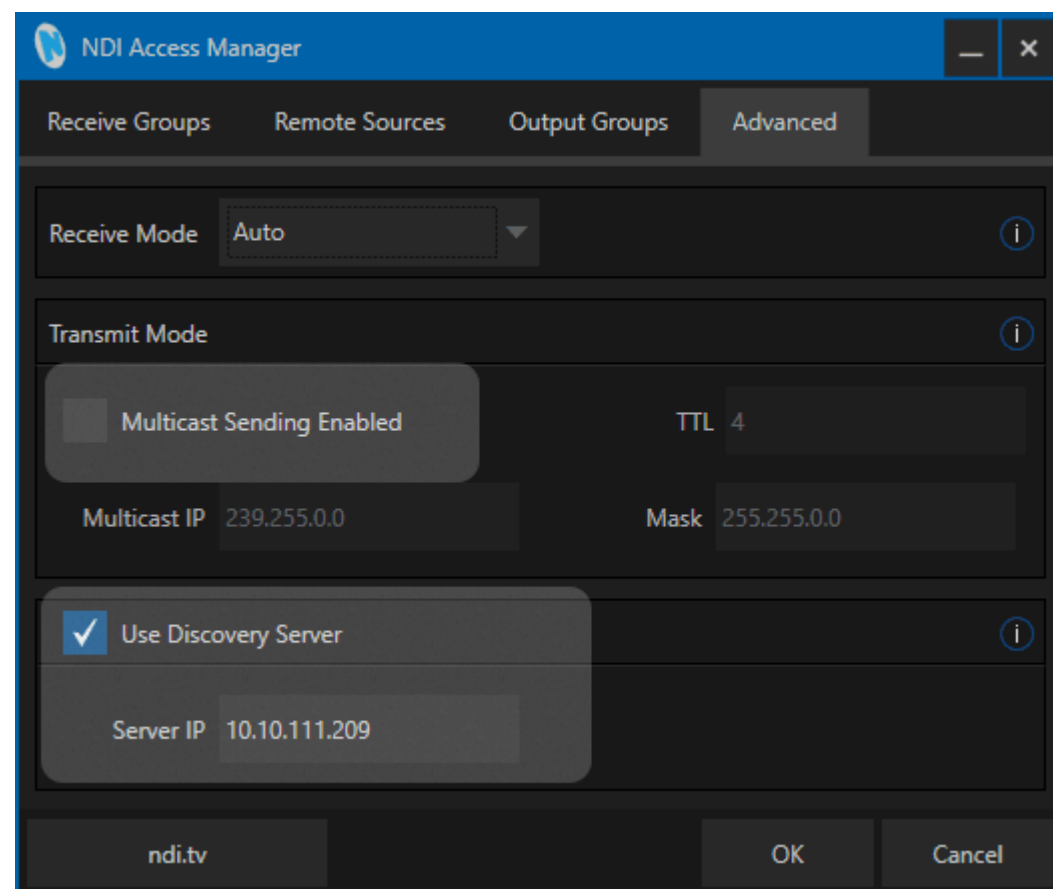 NDI Access Manager
Receive Groups Remote Sources Output Groups Advanced
Receive Mode Auto
Transmit Mode
Multicast Sending Enabled TTL 4
Multicast IP 239.255.0.0 Mask 255.255.0.0
Use Discovery Server
Server IP 10.10.111.209
ndi.tv OK Cancel